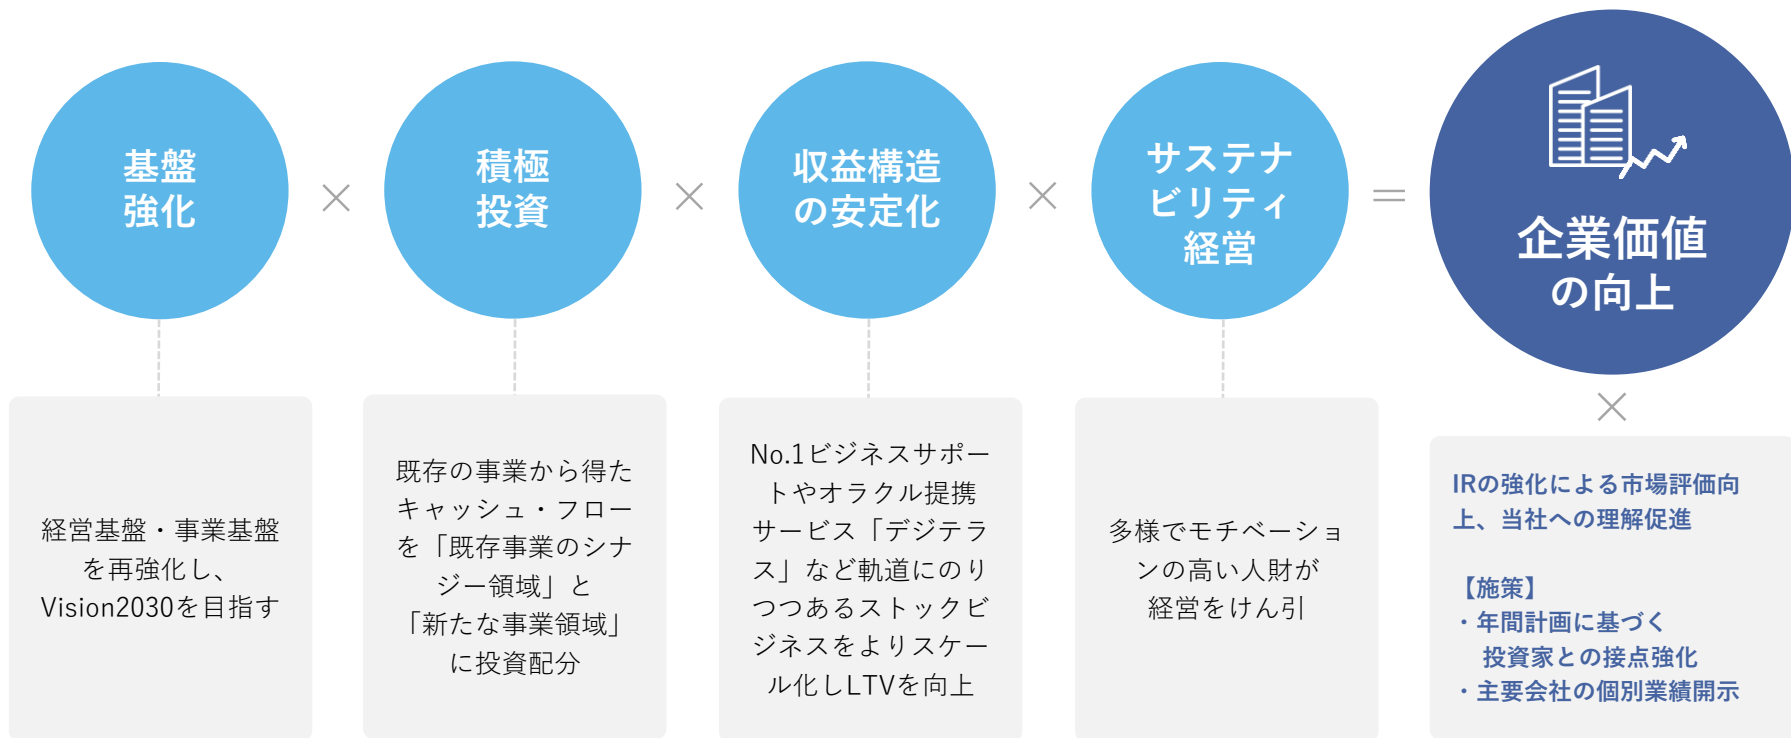 基盤
強化
×
積極
投資
×
収益構造
の安定化
×
サステナ
ビリティ
経営
=
企業価値
の向上
経営基盤・事業基盤
を再強化し、
Vision2030を目指す
既存の事業から得た
キャッシュ・フロー
を「既存事業のシナ
ジー領域」と
「新たな事業領域」
に投資配分
No.1ビジネスサポー
トやオラクル提携
サービス「デジテラ
ス」など軌道にのり
つつあるストックビ
ジネスをよりスケー
ル化しLTVを向上
多様でモチベーショ
ンの高い人財が
経営をけん引
×
IRの強化による市場評価向
上、当社への理解促進
【施策】
・年間計画に基づく
投資家との接点強化
・主要会社の個別業績開示